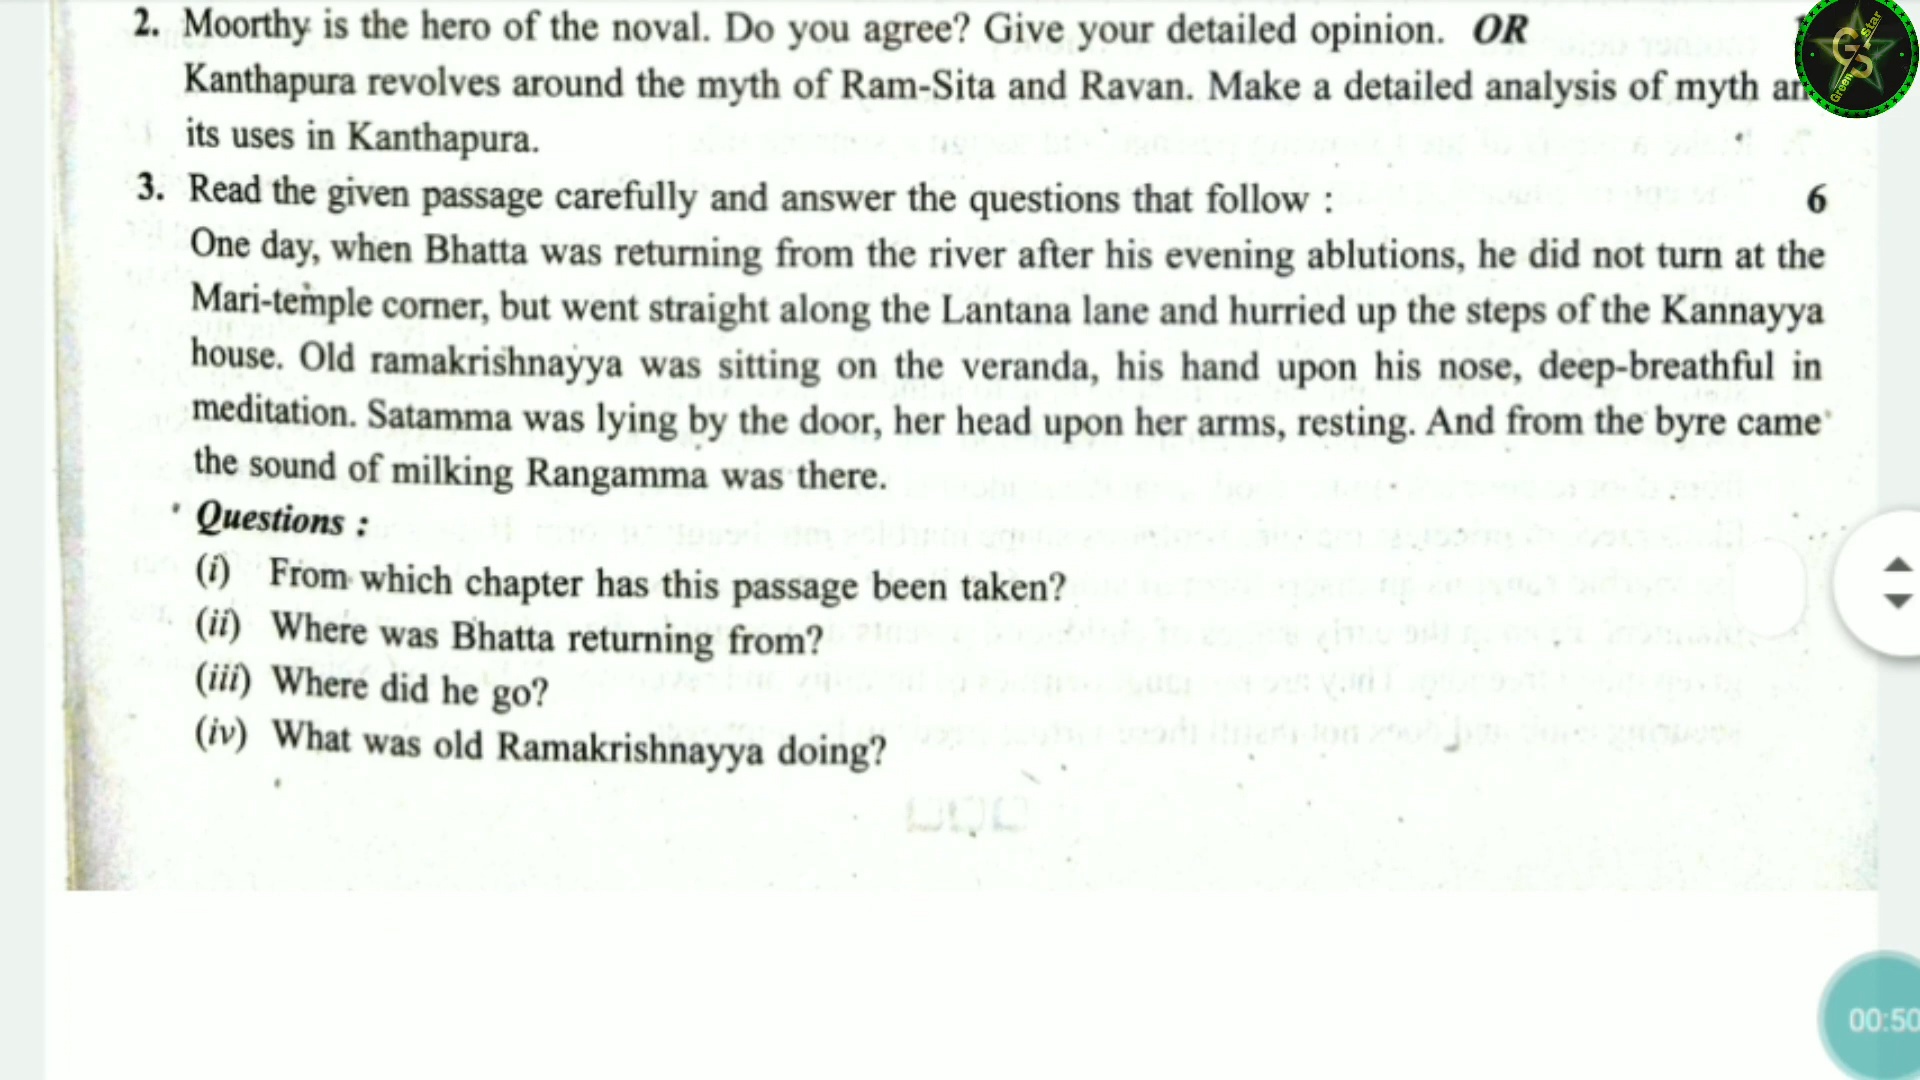 2. Moorthy is the hero of the noval. Do you agree? Give your detailed opinion. OR
Kanthapura revolves around the myth of Ram-Sita and Ravan. Make a detailed analysis of myth
its uses in Kanthapura.
3. Read the given passage carefully and answer the questions that follow : 6
One day, when Bhatta was returning from the river after his evening ablutions, he did not turn at the
Mari-temple corner, but went straight along the Lantana lane and hurried up the steps of the Kannayya
house. Old ramakrishnayya was sitting on the veranda, his hand upon his nose, deep-breathful in
meditation. Satamma was lying by the door, her head upon her arms, resting. And from the byre came
the sound of milking Rangamma was there.
Questions :
(i) From which chapter has this passage been taken?
(ii) Where was Bhatta returning from?
(iii) Where did he go?
(iv) What was old Ramakrishnayya doing?
GS
Green Star
00:50